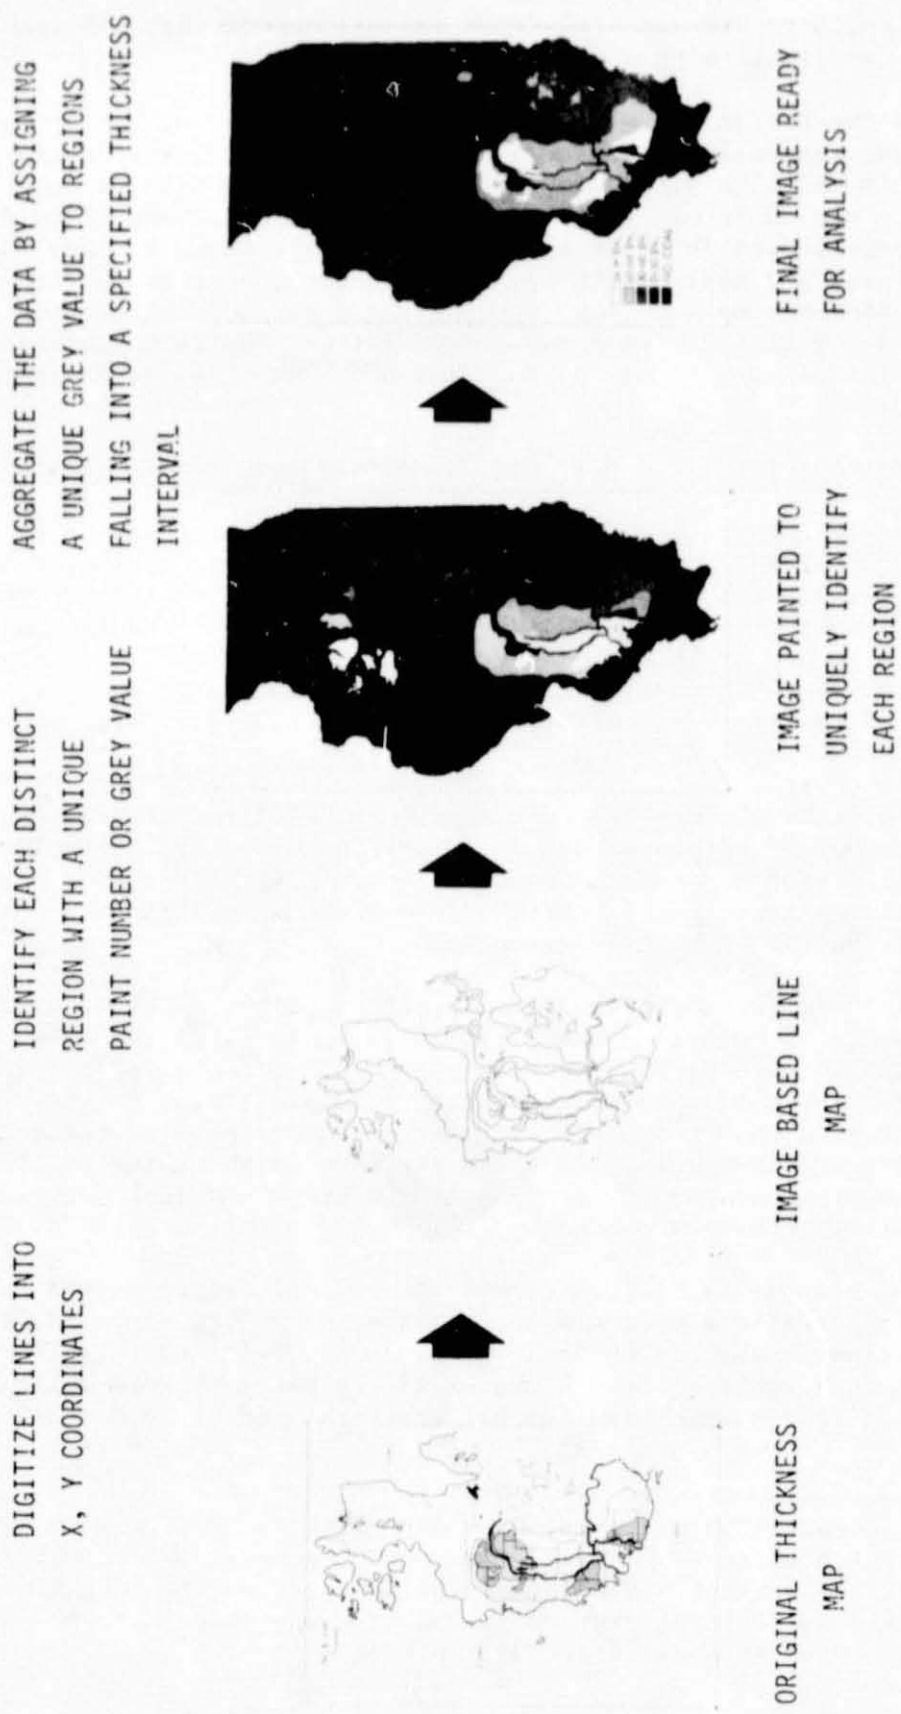 DIGITIZE LINES INTO
X, Y COORDINATES
IDENTIFY EACH DISTINCT
REGION WITH A UNIQUE
PAINT NUMBER OR GREY VALUE
AGGREGATE THE DATA BY ASSIGNING
A UNIQUE GREY VALUE TO REGIONS
FALLING INTO A SPECIFIED THICKNESS
INTERVAL
ORIGINAL THICKNESS
MAP
IMAGE BASED LINE
MAP
IMAGE PAINTED TO
UNIQUELY IDENTIFY
EACH REGION
FINAL IMAGE READY
FOR ANALYSIS